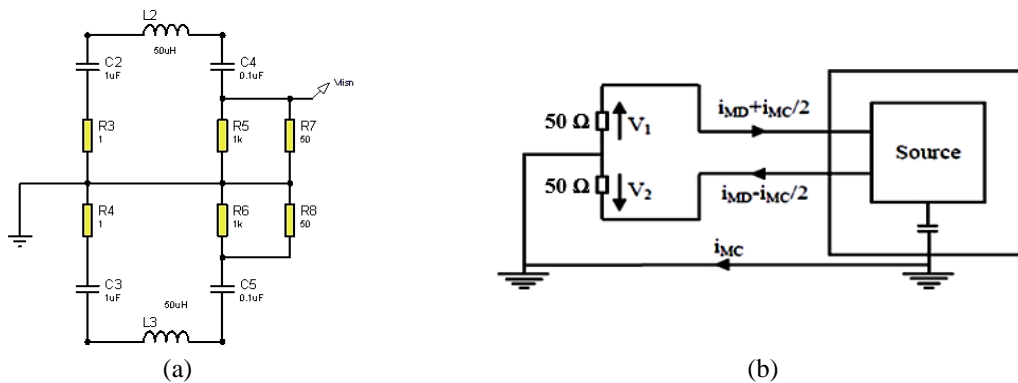 L2
50uH
C2
1uF
C4
0.1uF
Vlisn
R3
1
R5
1k
R7
50
R4
1
R6
1k
R8
50
C3
1uF
50uH
C5
0.1uF
L3
(a)
50 Ω
V1
iMD+iMC/2
Source
50 Ω
V2
iMD-iMC/2
iMC
(b)